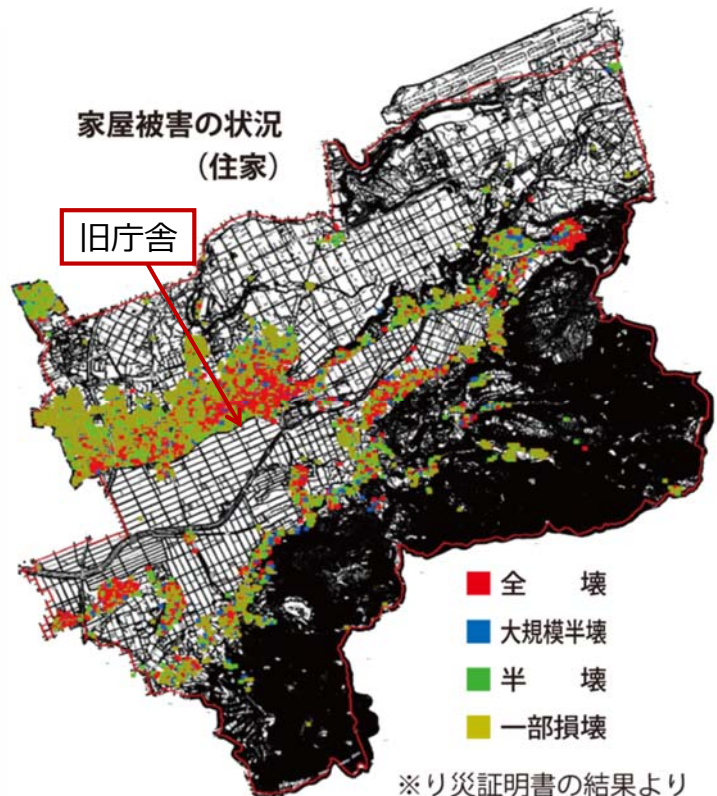 家屋被害の状況
（住家）
旧庁舎
全　　壊
大規模半壊
半　　壊
一部損壊
※り災証明書の結果より